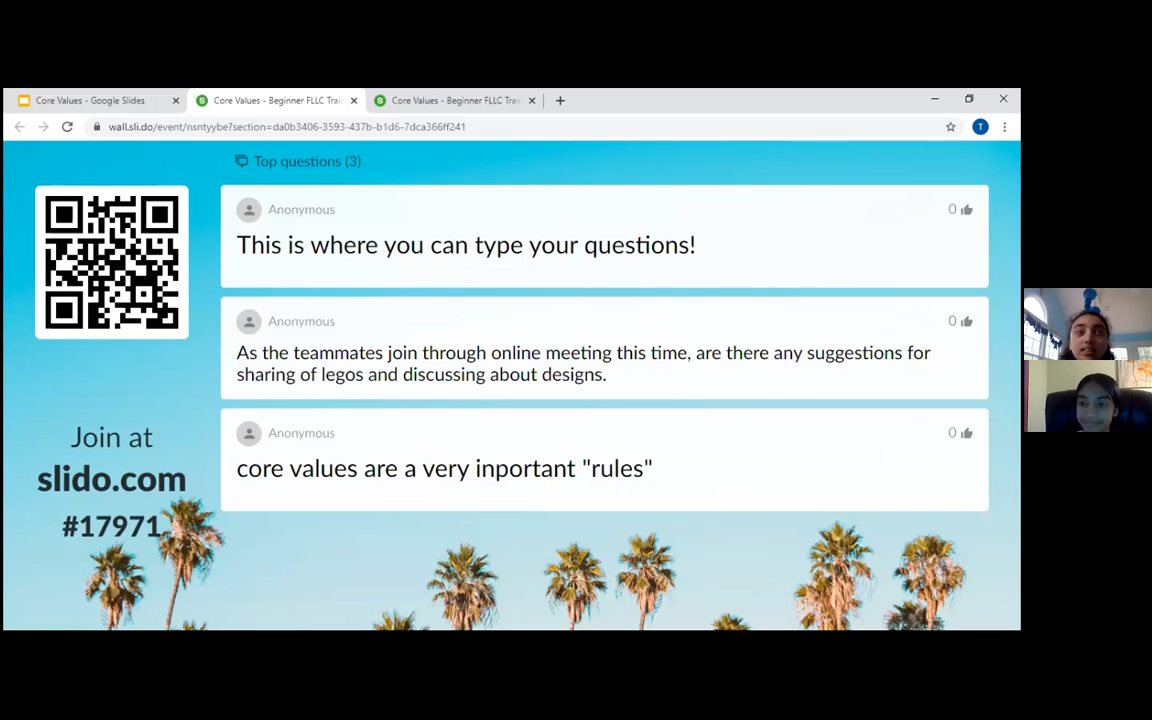 Core Values - Google Slides
Core Values - Beginner FLLC Trai
Core Values - Beginner FLLC Trai
wall.sli.do/event/nsntyybe?section=da0b3406-3593-437b-b1d6-7dca366ff241
T
Top questions (3)
Anonymous
0
This is where you can type your questions!
Anonymous
0
As the teammates join through online meeting this time, are there any suggestions for
sharing of legos and discussing about designs.
Anonymous
0
core values are a very inportant "rules"
Join at
slido.com
#17971